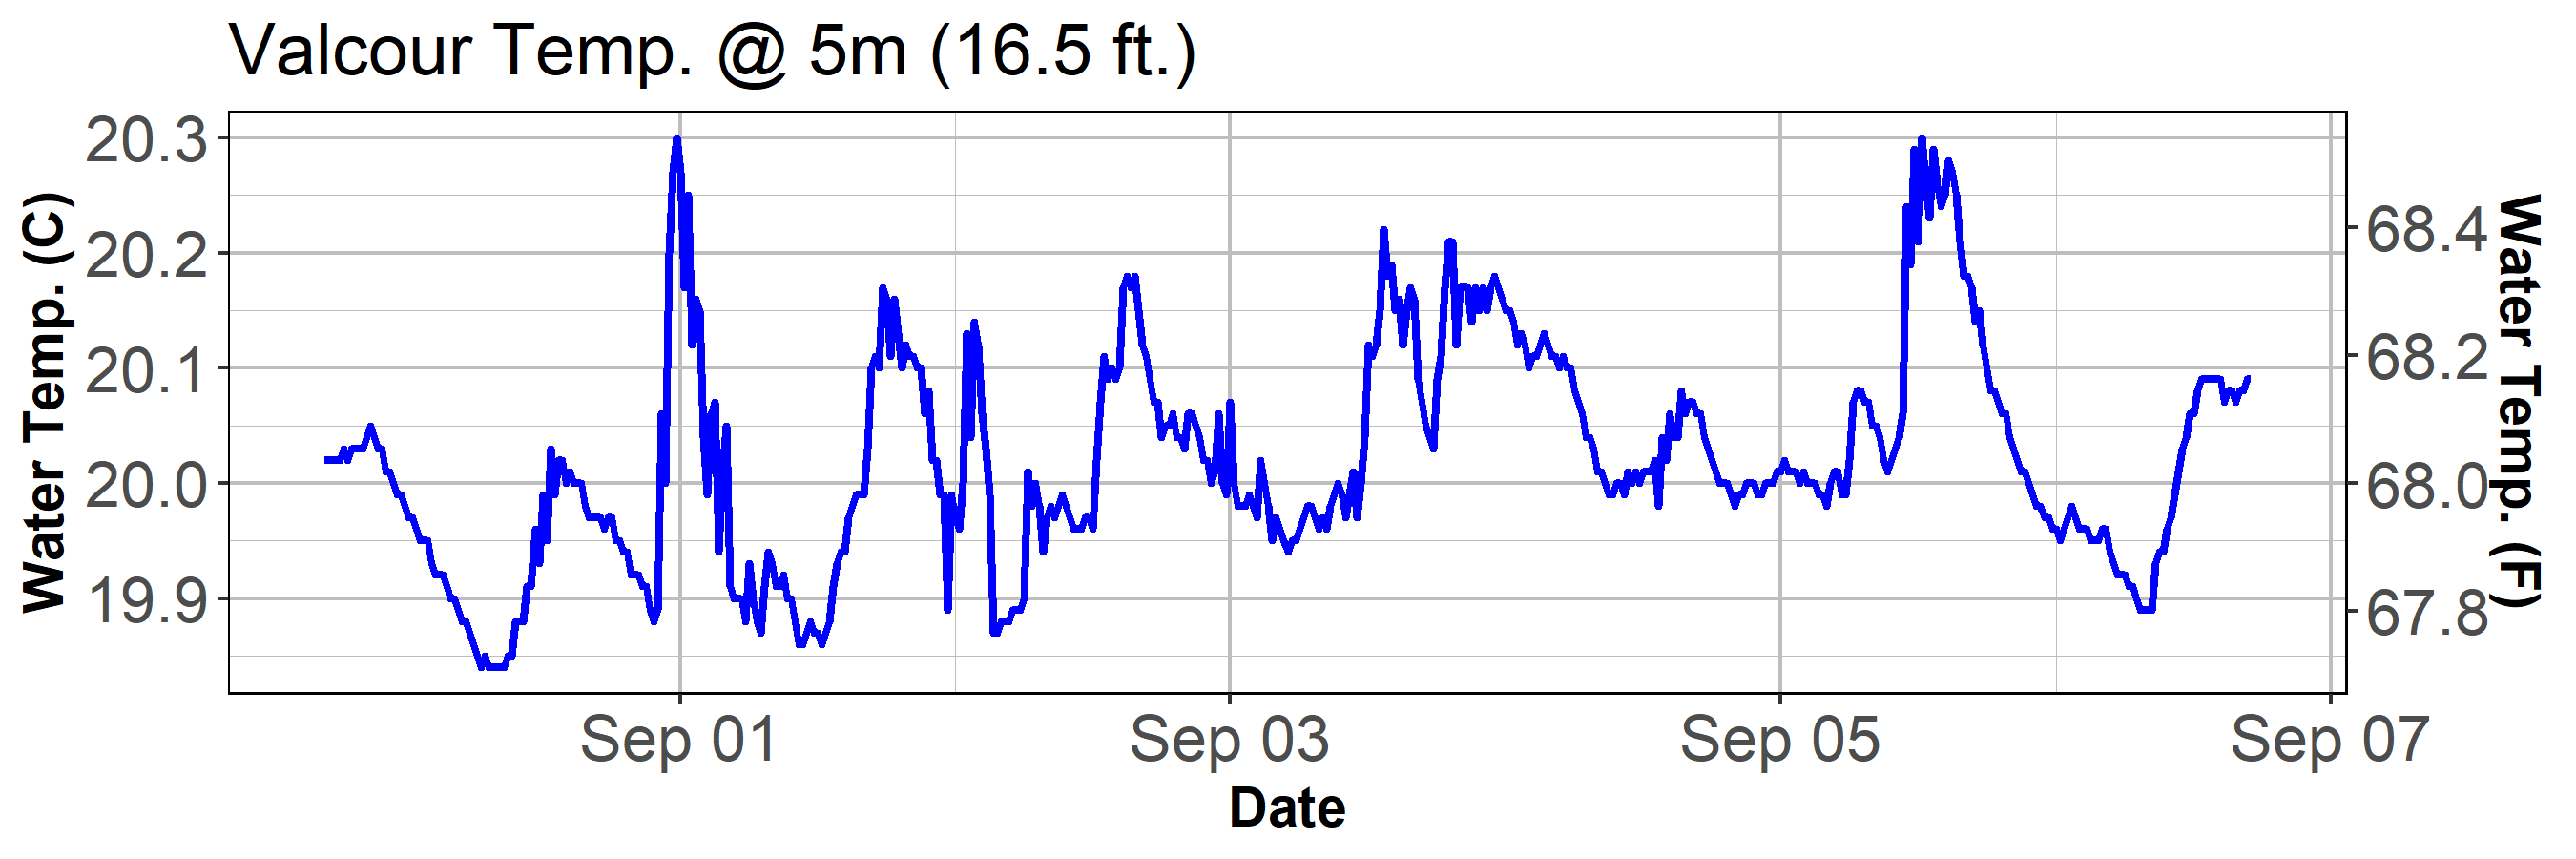 Valcour Temp. @ 5m (16.5 ft.)
Water Temp. (C)
20.3
20.2
20.1
20.0
19.9
68.4
68.2
68.0
67.8
Water Temp. (F)
Sep 01
Sep 03
Sep 05
Sep 07
Date